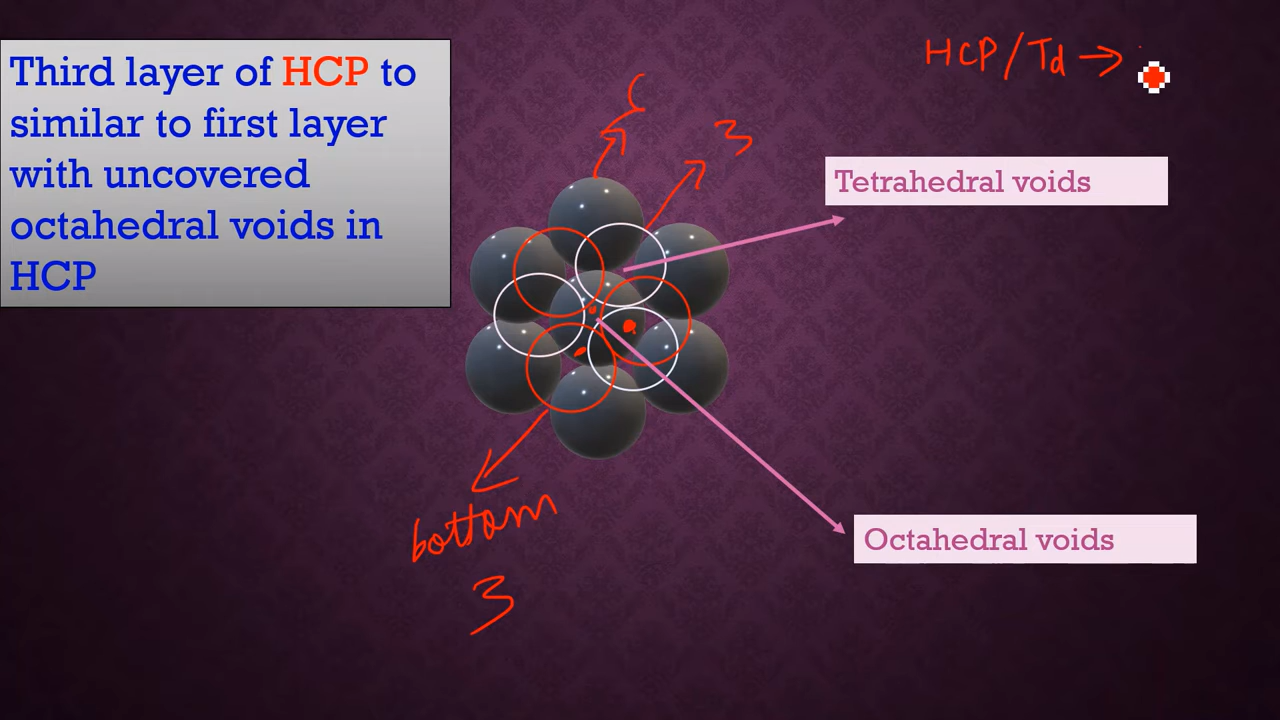 Third layer of HCP to
similar to first layer
with uncovered
octahedral voids in
HCP
HCP/Td →
3
Tetrahedral voids
Octahedral voids
bottom
3